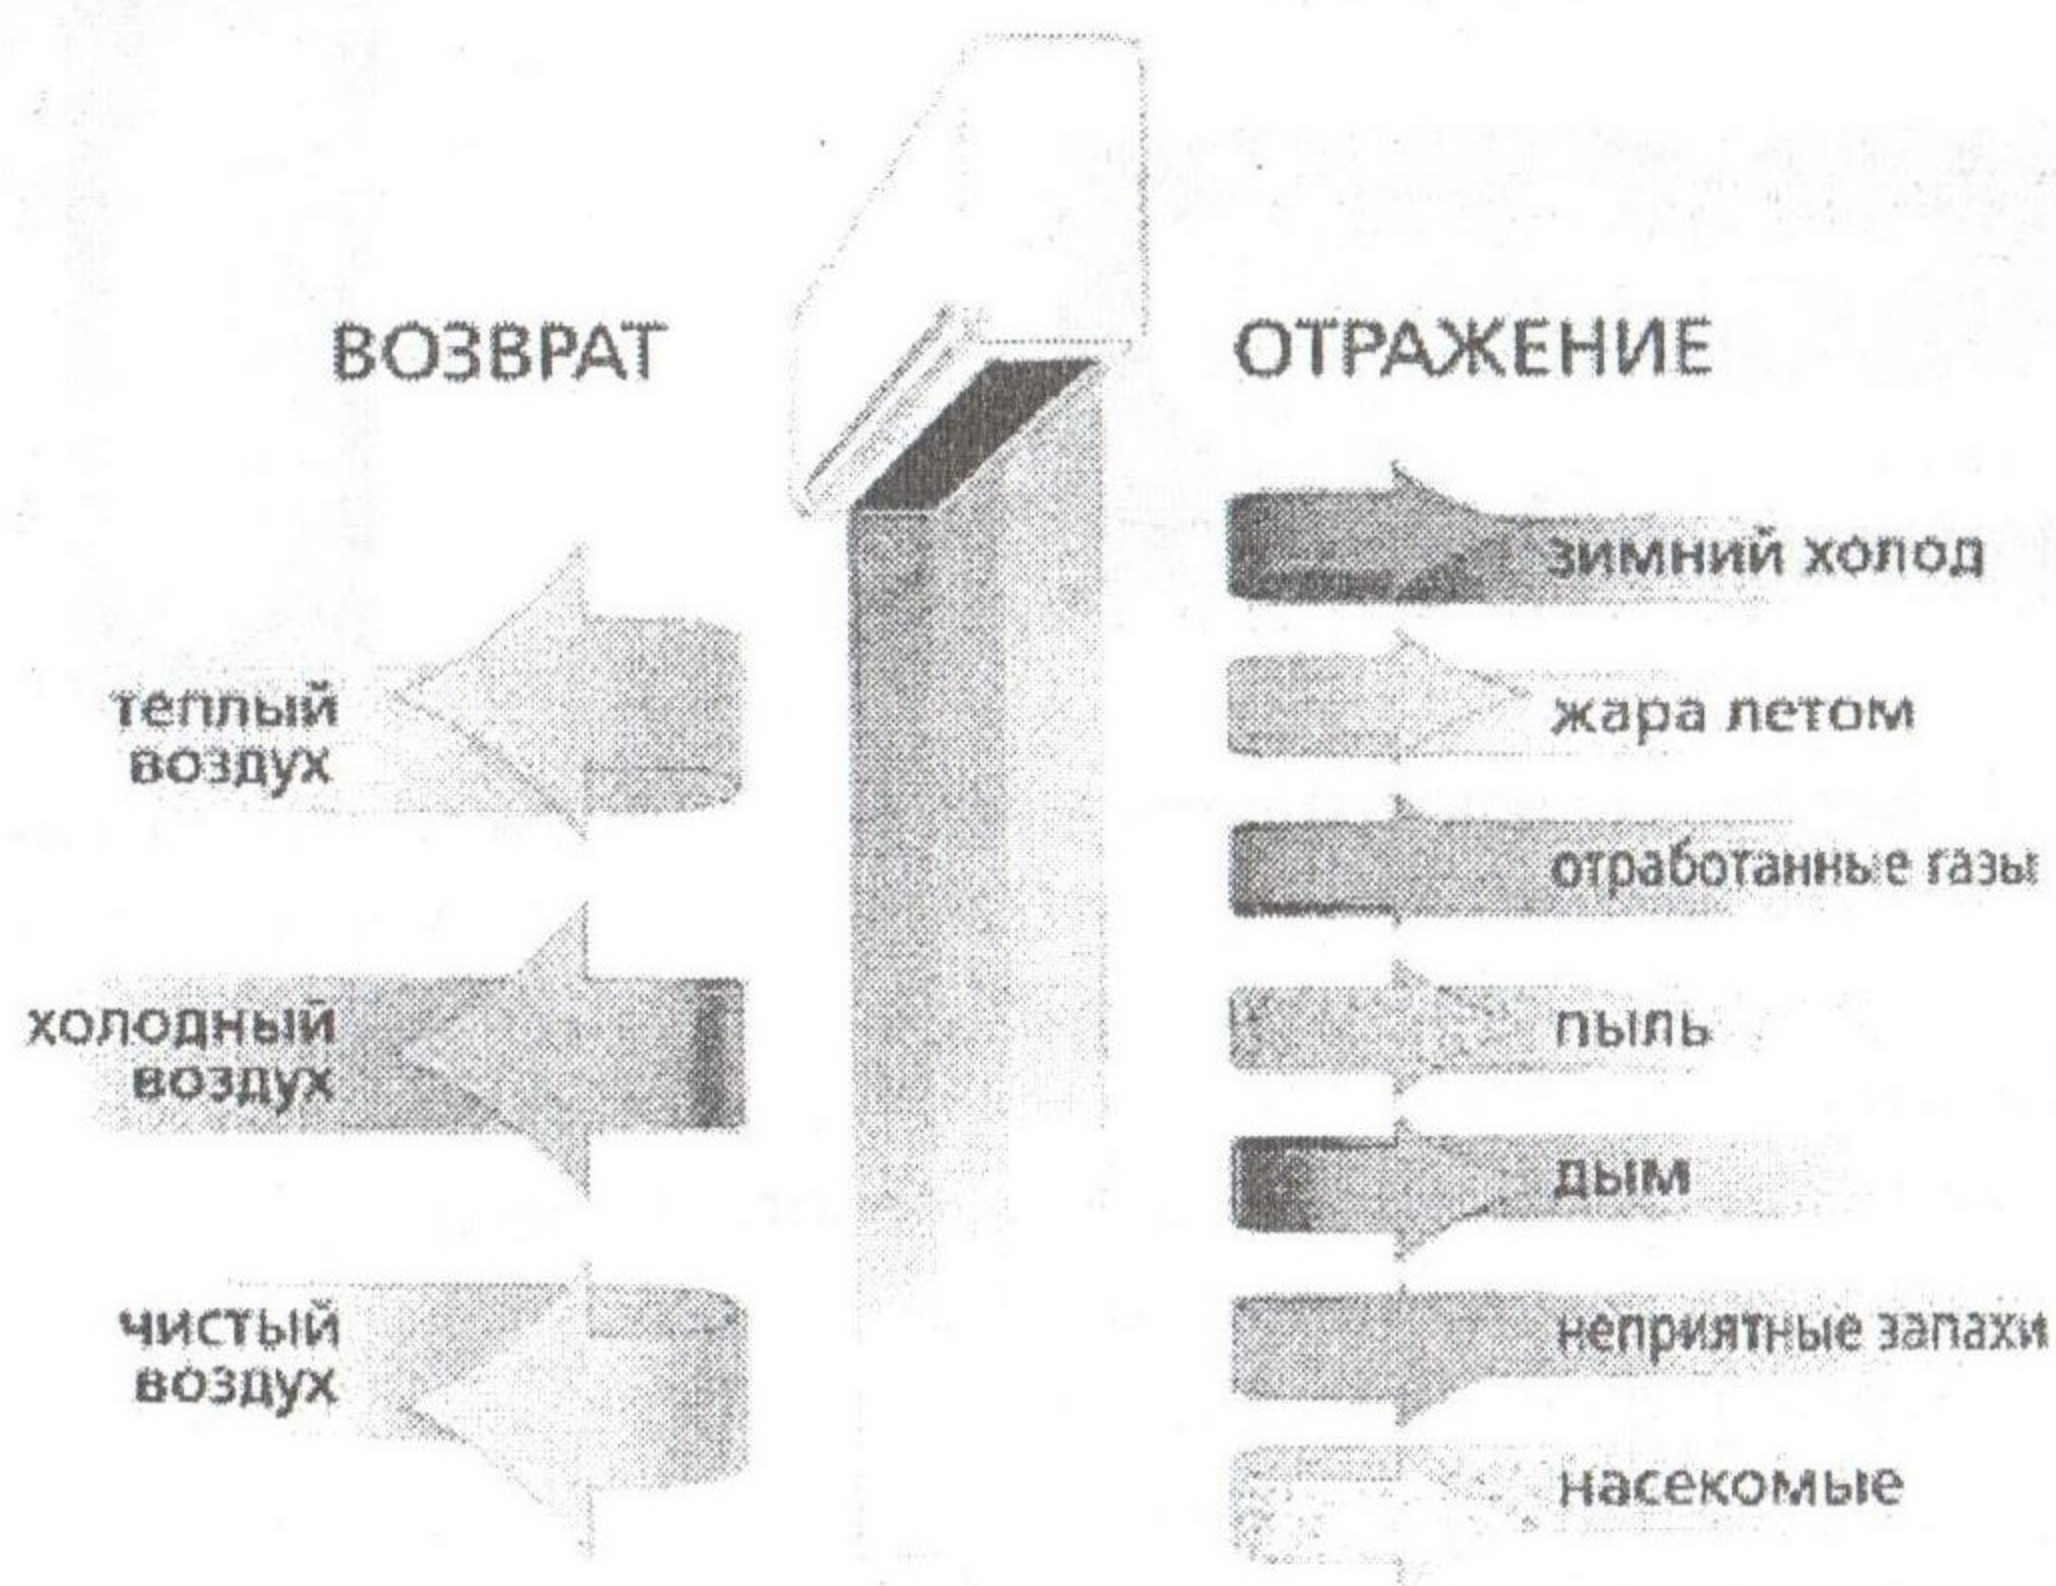 ВОЗВРАТ
теплый
воздух
холодный
воздух
чистый
воздух
ОТРАЖЕНИЕ
зимний холод
жара летом
отработанные газы
пыль
дым
неприятные запахи
насекомые